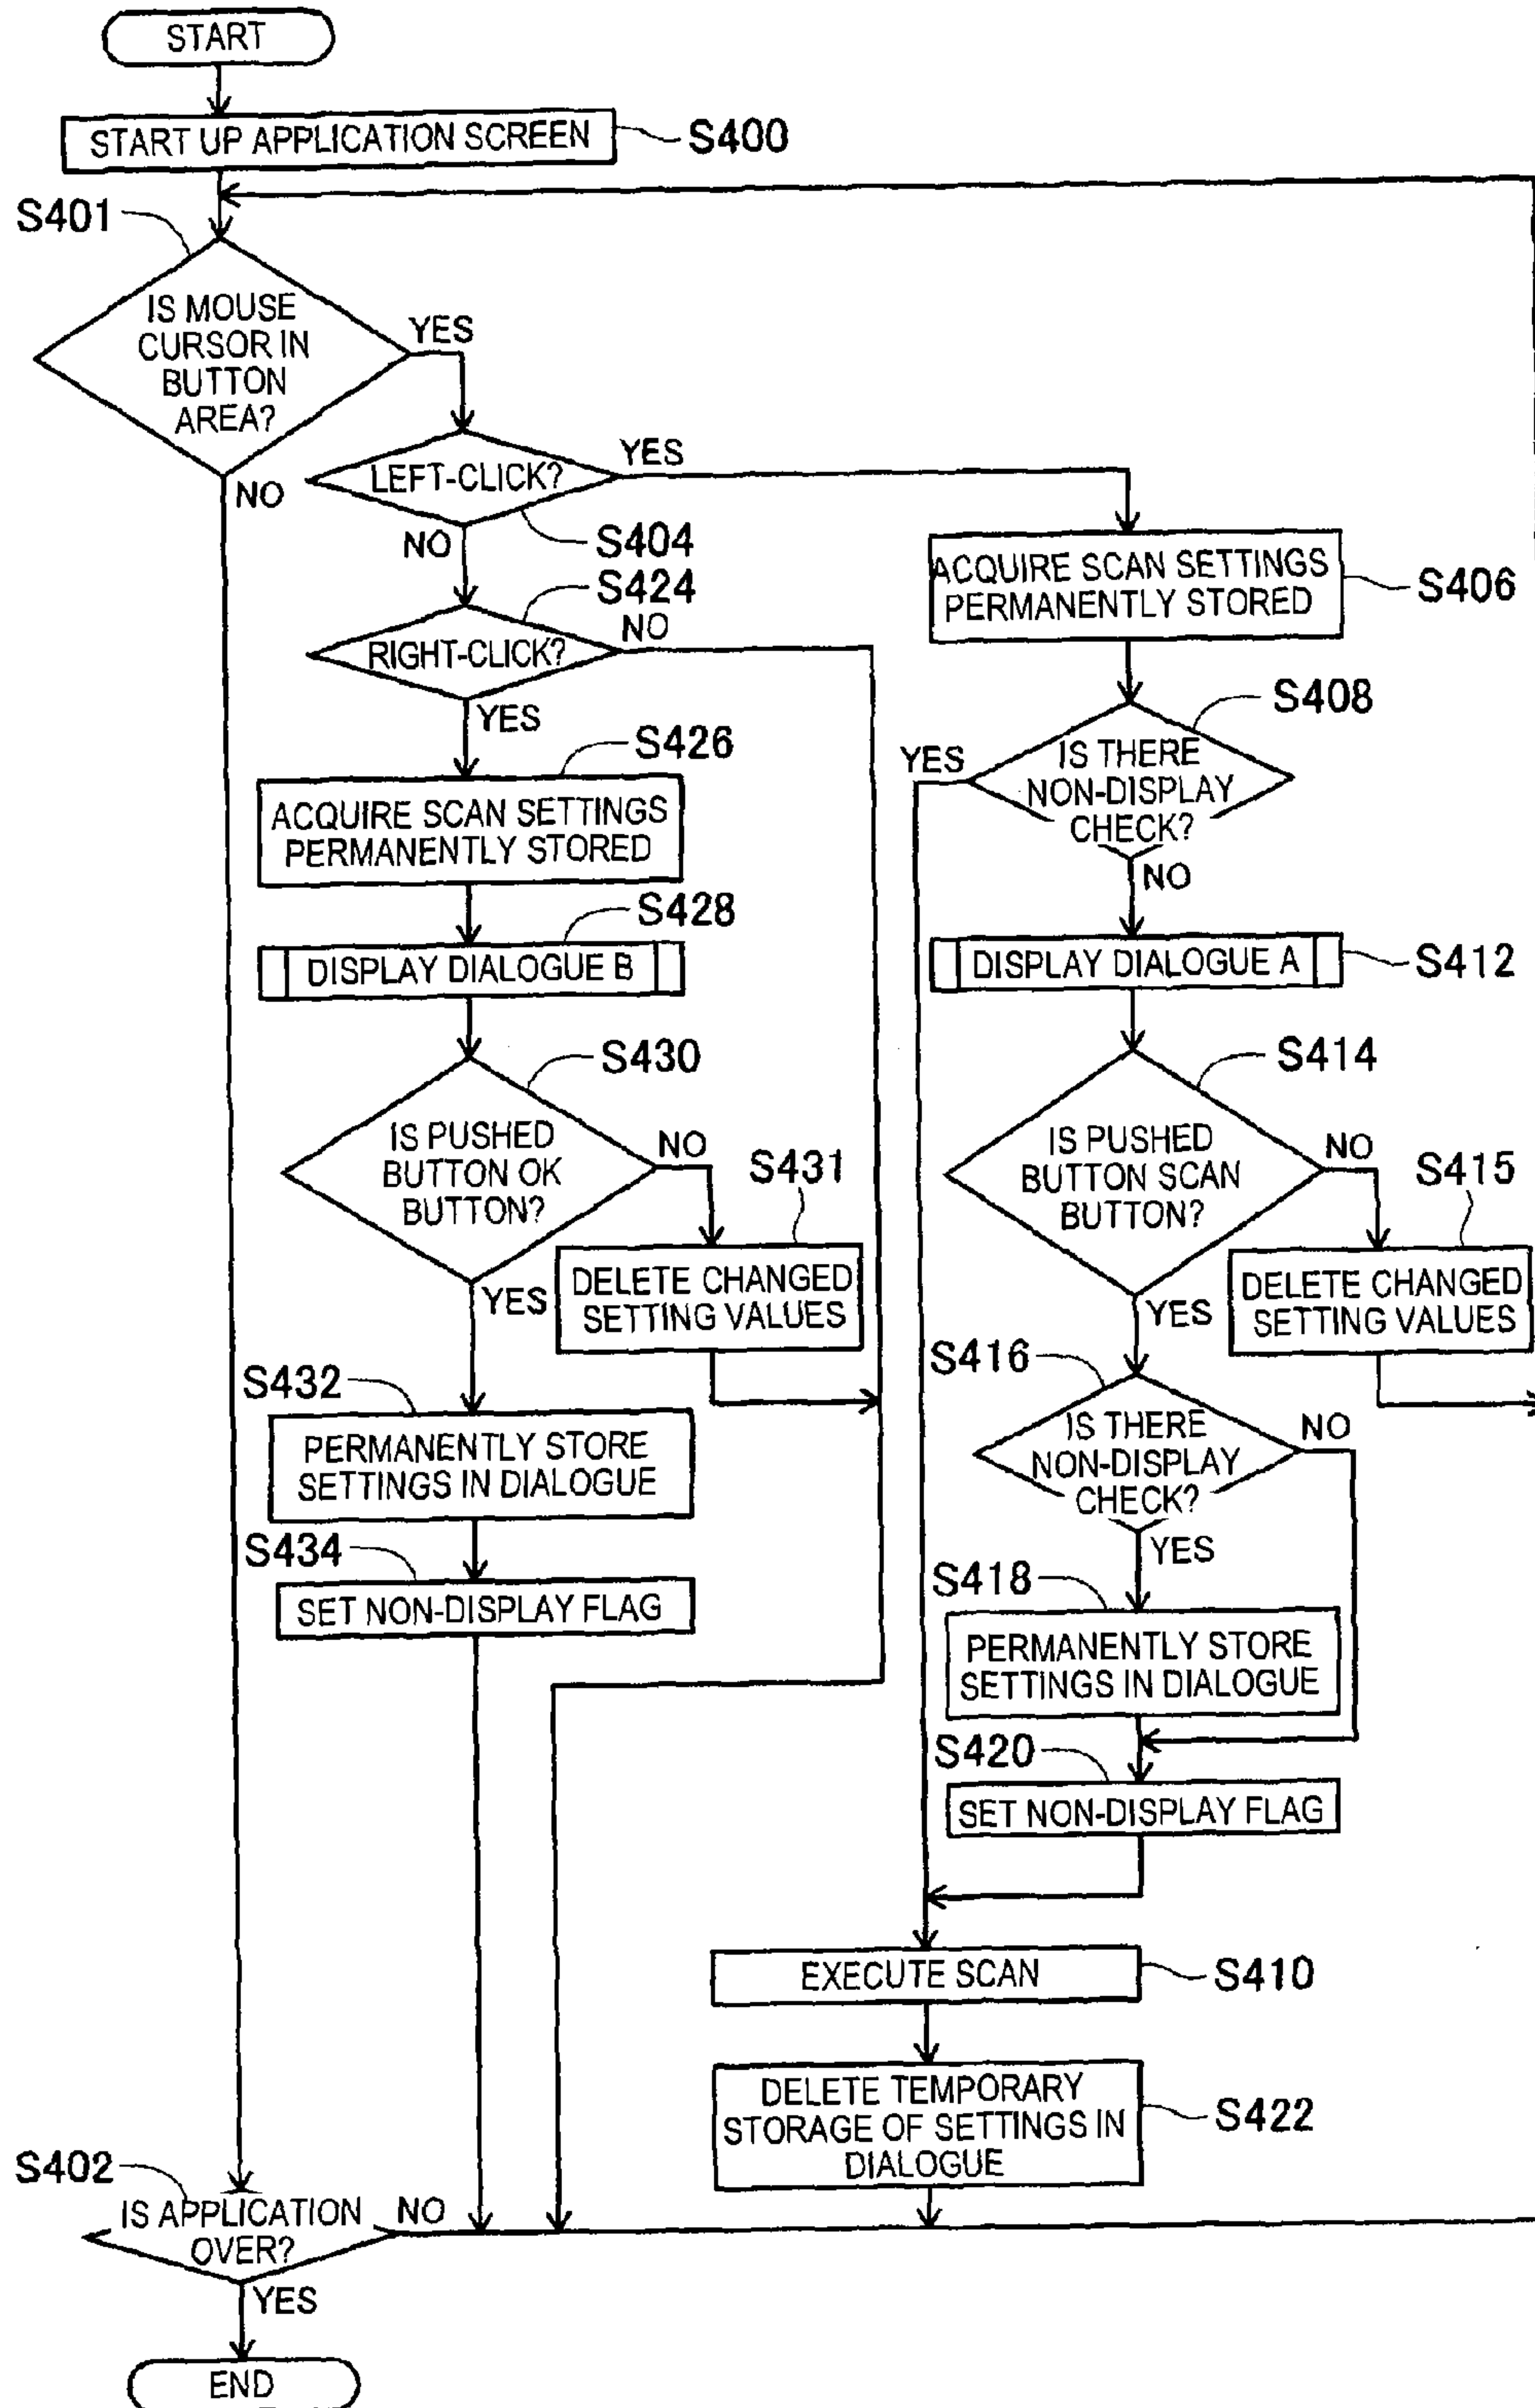 START
START UP APPLICATION SCREEN
S400
S401
IS MOUSE
CURSOR IN
BUTTON
AREA?
YES
NO
LEFT-CLICK?
YES
NO
S404
S424
RIGHT-CLICK?
NO
YES
ACQUIRE SCAN SETTINGS
PERMANENTLY STORED
S406
S408
IS THERE
NON-DISPLAY
CHECK?
YES
NO
S426
ACQUIRE SCAN SETTINGS
PERMANENTLY STORED
S428
DISPLAY DIALOGUE B
DISPLAY DIALOGUE A
S412
S430
IS PUSHED
BUTTON OK
BUTTON?
NO
YES
S431
DELETE CHANGED
SETTING VALUES
S414
IS PUSHED
BUTTON SCAN
BUTTON?
NO
YES
S415
DELETE CHANGED
SETTING VALUES
S432
PERMANENTLY STORE
SETTINGS IN DIALOGUE
S416
IS THERE
NON-DISPLAY
CHECK?
NO
YES
S434
SET NON-DISPLAY FLAG
S418
PERMANENTLY STORE
SETTINGS IN DIALOGUE
S420
SET NON-DISPLAY FLAG
EXECUTE SCAN
S410
DELETE TEMPORARY
STORAGE OF SETTINGS IN
DIALOGUE
S422
S402
IS APPLICATION
OVER?
NO
YES
END